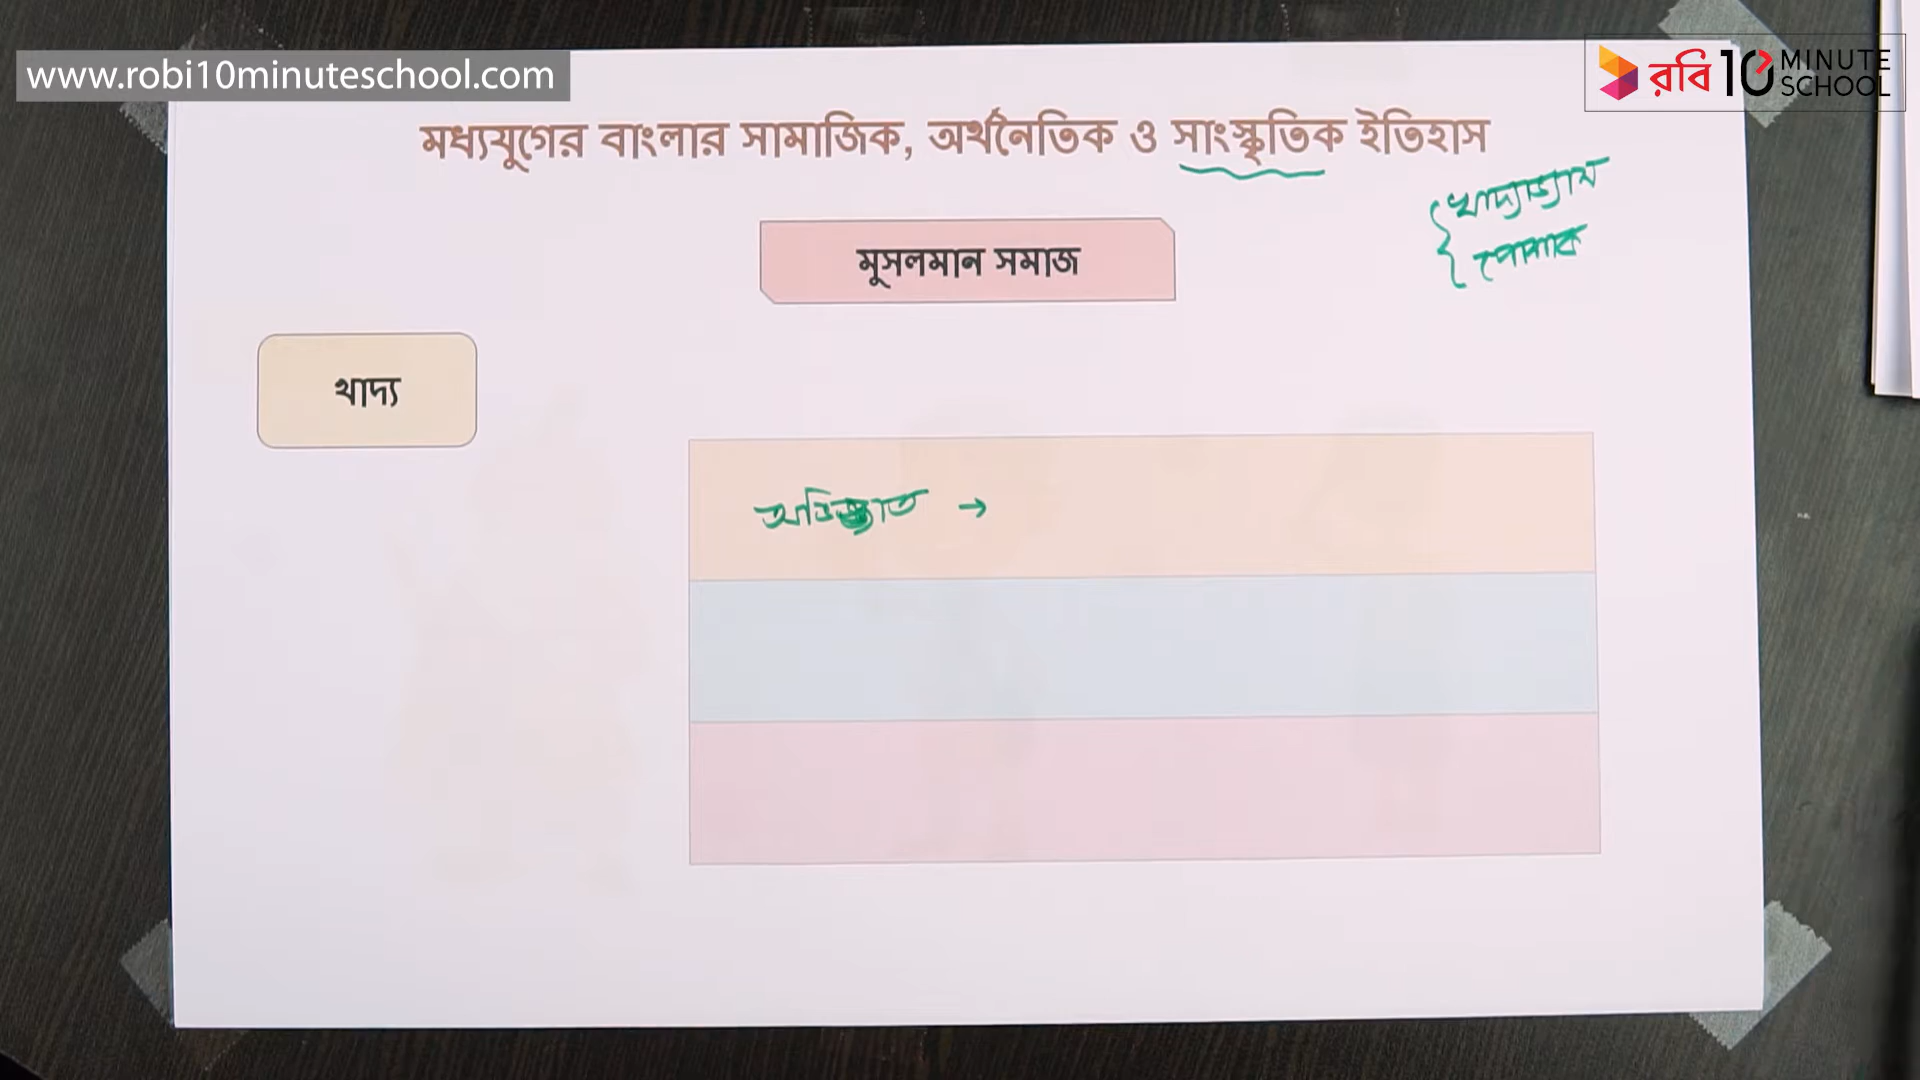 www.robi10minuteschool.com
রবি 10 MINUTE SCHOOL
মধ্যযুগের বাংলার সামাজিক, অর্থনৈতিক ও সাংস্কৃতিক ইতিহাস
খাদ্যাভ্যাস
পোশাক
মুসলমান সমাজ
খাদ্য
অভিজাত →